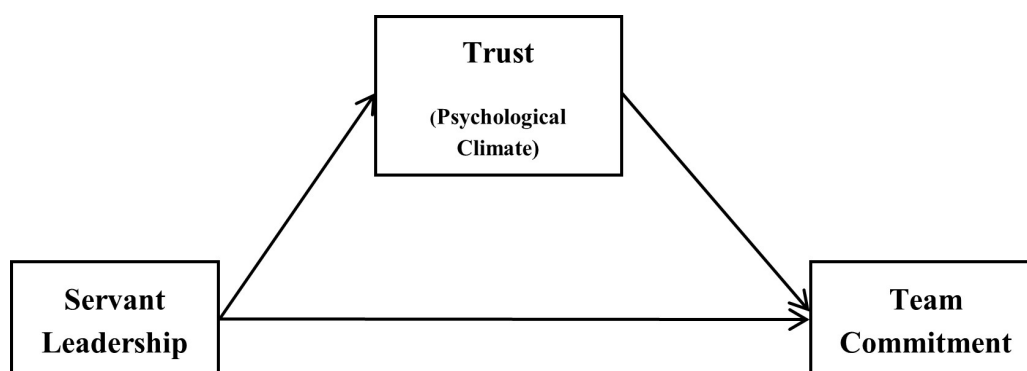 Trust
(Psychological
Climate)
Servant
Leadership
Team
Commitment